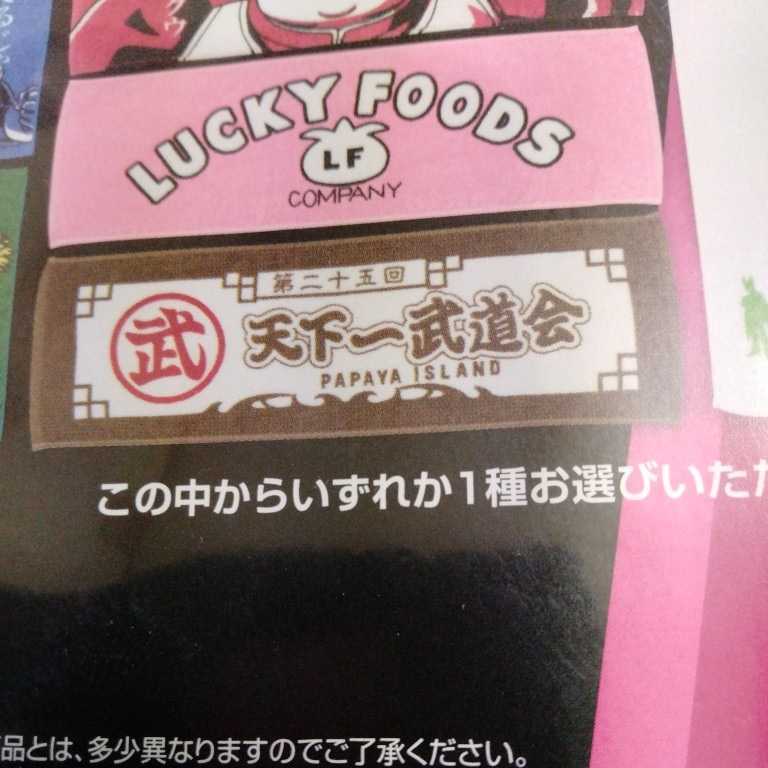 LUCKY FOODS
LF
COMPANY
第二十五回
武
天下一武道会
PAPAYA ISLAND
この中からいずれか1種お選びいただ
品とは、多少異なりますのでご了承ください。